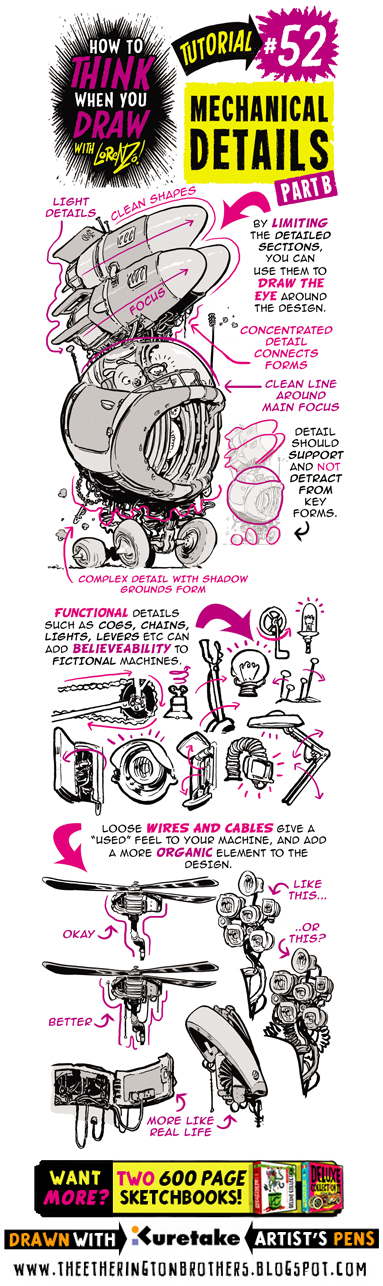 HOW TO
THINK
WHEN YOU
DRAW
WITH LORENZO!
TUTORIAL
#52
MECHANICAL
DETAILS
PART B
LIGHT
DETAILS
CLEAN SHAPES
FOCUS
BY LIMITING
THE DETAILED
SECTIONS,
YOU CAN
USE THEM TO
DRAW THE
EYE AROUND
THE DESIGN.
CONCENTRATED
DETAIL
CONNECTS
FORMS
CLEAN LINE
AROUND
MAIN FOCUS
DETAIL
SHOULD
SUPPORT
AND NOT
DETRACT
FROM
KEY
FORMS.
COMPLEX DETAIL WITH SHADOW
GROUNDS FORM
FUNCTIONAL DETAILS
SUCH AS COGS, CHAINS,
LIGHTS, LEVERS ETC CAN
ADD BELIEVEABILITY TO
FICTIONAL MACHINES.
LOOSE WIRES AND CABLES GIVE A
"USED" FEEL TO YOUR MACHINE, AND ADD
A MORE ORGANIC ELEMENT TO THE
DESIGN.
OKAY
LIKE
THIS...
..OR
THIS?
BETTER
MORE LIKE
REAL LIFE
WANT
MORE?
TWO 600 PAGE
SKETCHBOOKS!
DELUXE
COLLECTION
DRAWN WITH Kuretake ARTIST'S PENS
WWW.THEETHERINGTONBROTHERS.BLOGSPOT.COM